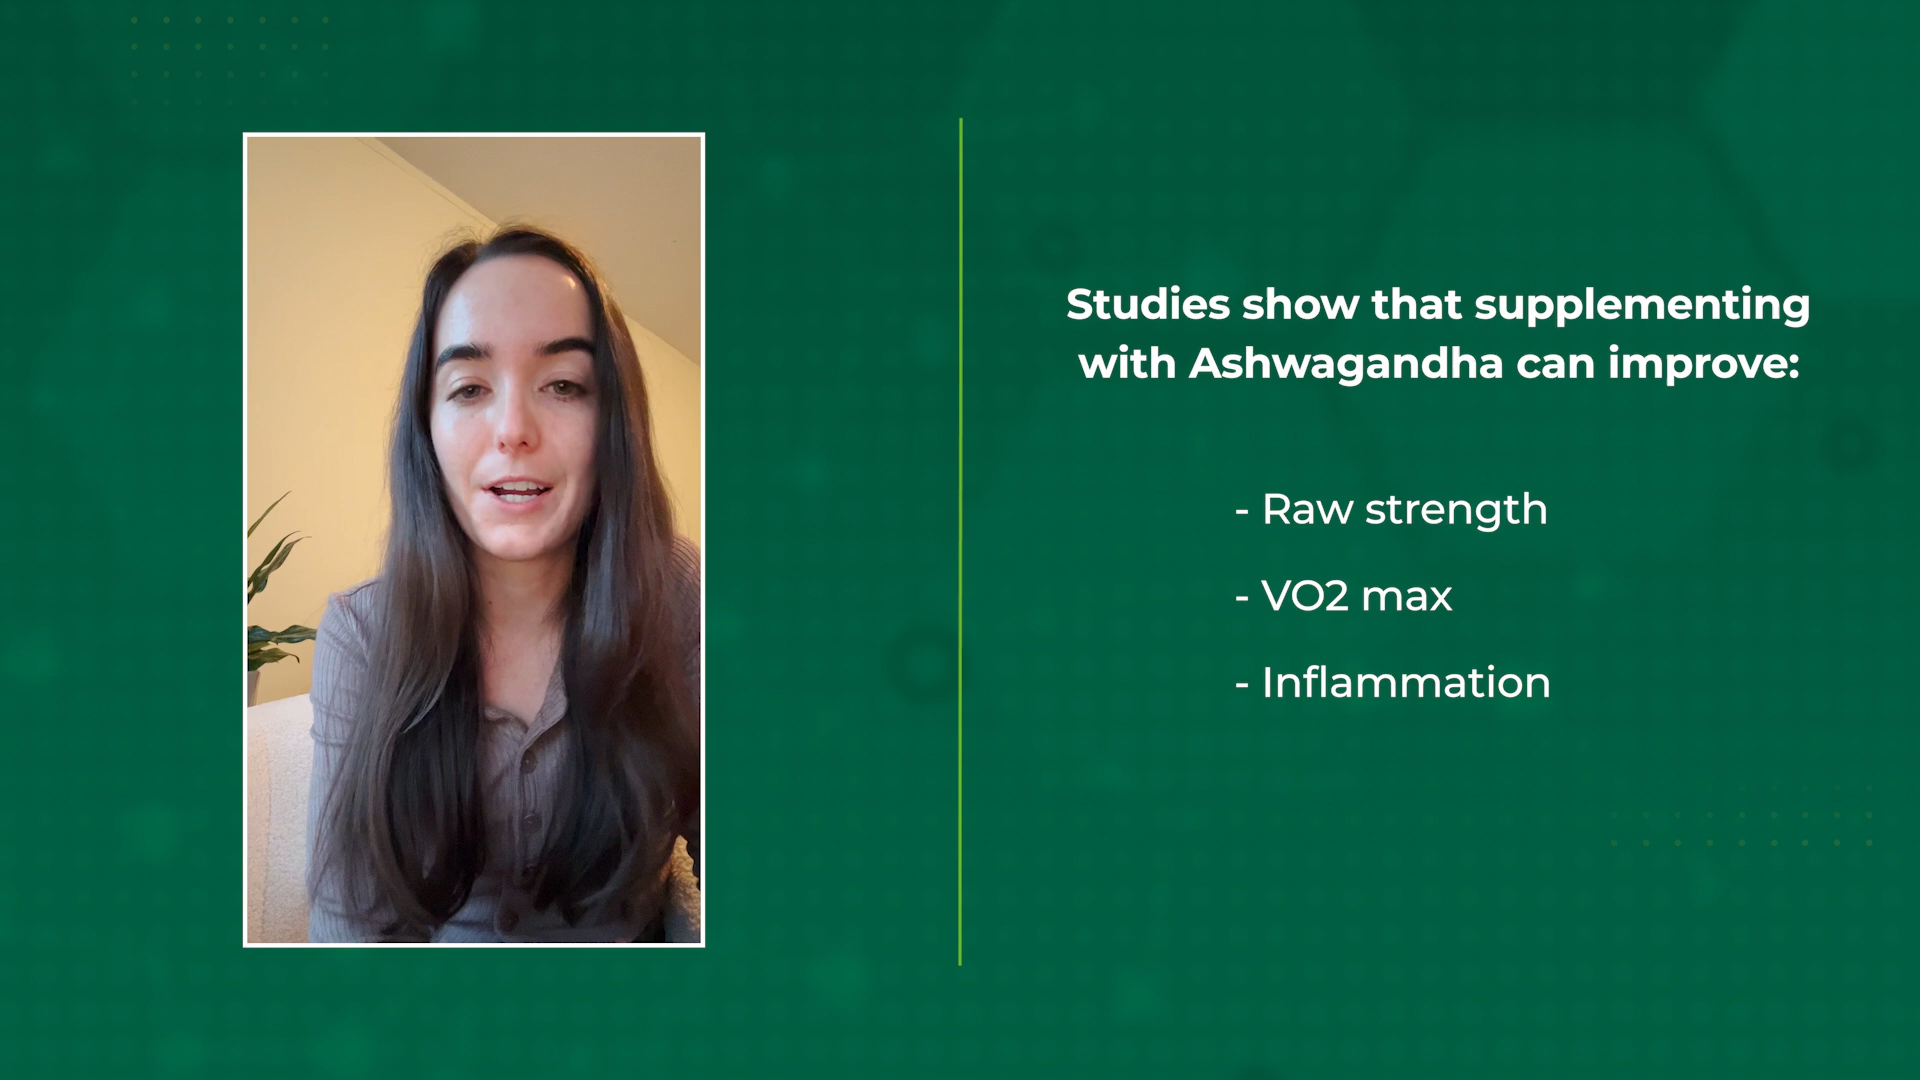 Studies show that supplementing
with Ashwagandha can improve:
- Raw strength
- VO2 max
- Inflammation